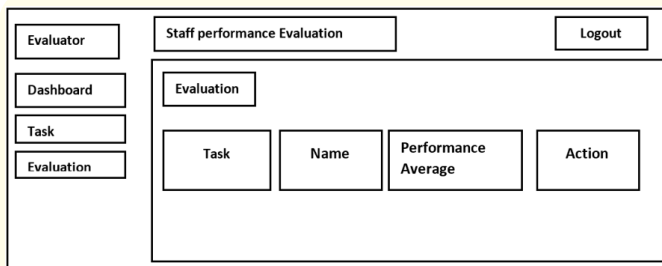 Evaluator
Staff performance Evaluation
Logout
Dashboard
Task
Evaluation
Evaluation
Task
Name
Performance
Average
Action